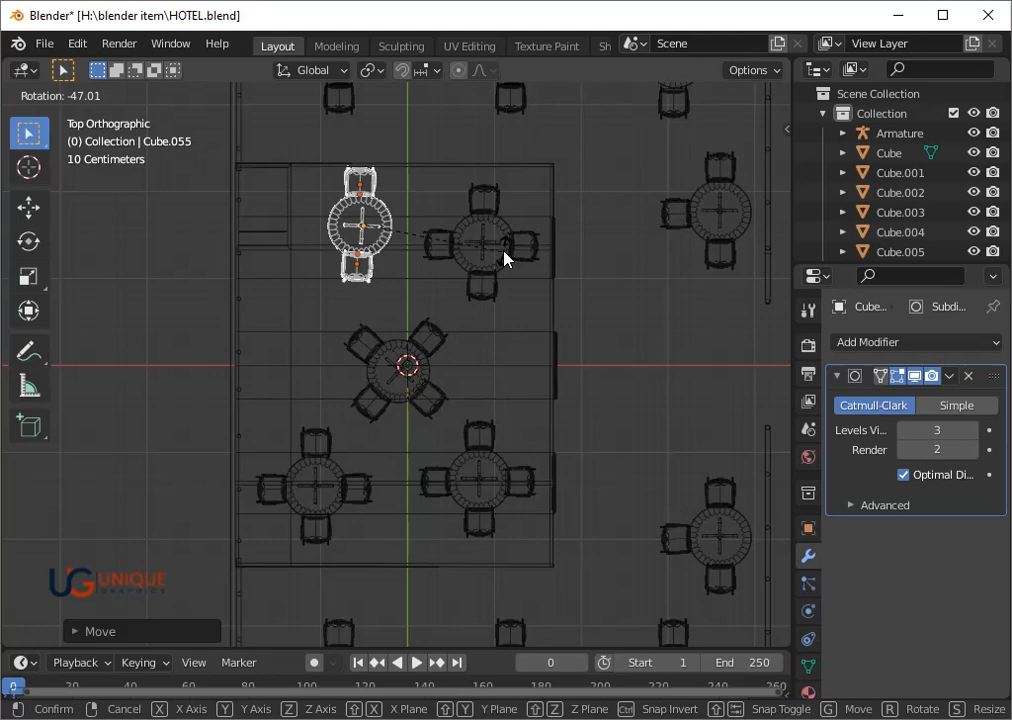 Blender* [H:\blender item\HOTEL.blend]
File Edit Render Window Help Layout Modeling Sculpting UV Editing Texture Paint Sh Scene View Layer
Global Options
Rotation: -47.01
Top Orthographic
(0) Collection | Cube.055
10 Centimeters
Scene Collection
Collection
Armature
Cube
Cube.001
Cube.002
Cube.003
Cube.004
Cube.005
Cube... Subdi...
Add Modifier
Catmull-Clark Simple
Levels Vi... 3
Render 2
Optimal Di...
Advanced
UG UNIQUE
GRAPHICS
Move
Playback Keying View Marker 0 Start 1 End 250
0 20 40 60 80 100 120 140 160 180 200 220 240 260
Confirm Cancel X X Axis Y Y Axis Z Z Axis X X Plane Y Y Plane Z Z Plane Ctrl Snap Invert Snap Toggle G Move R Rotate S Resize